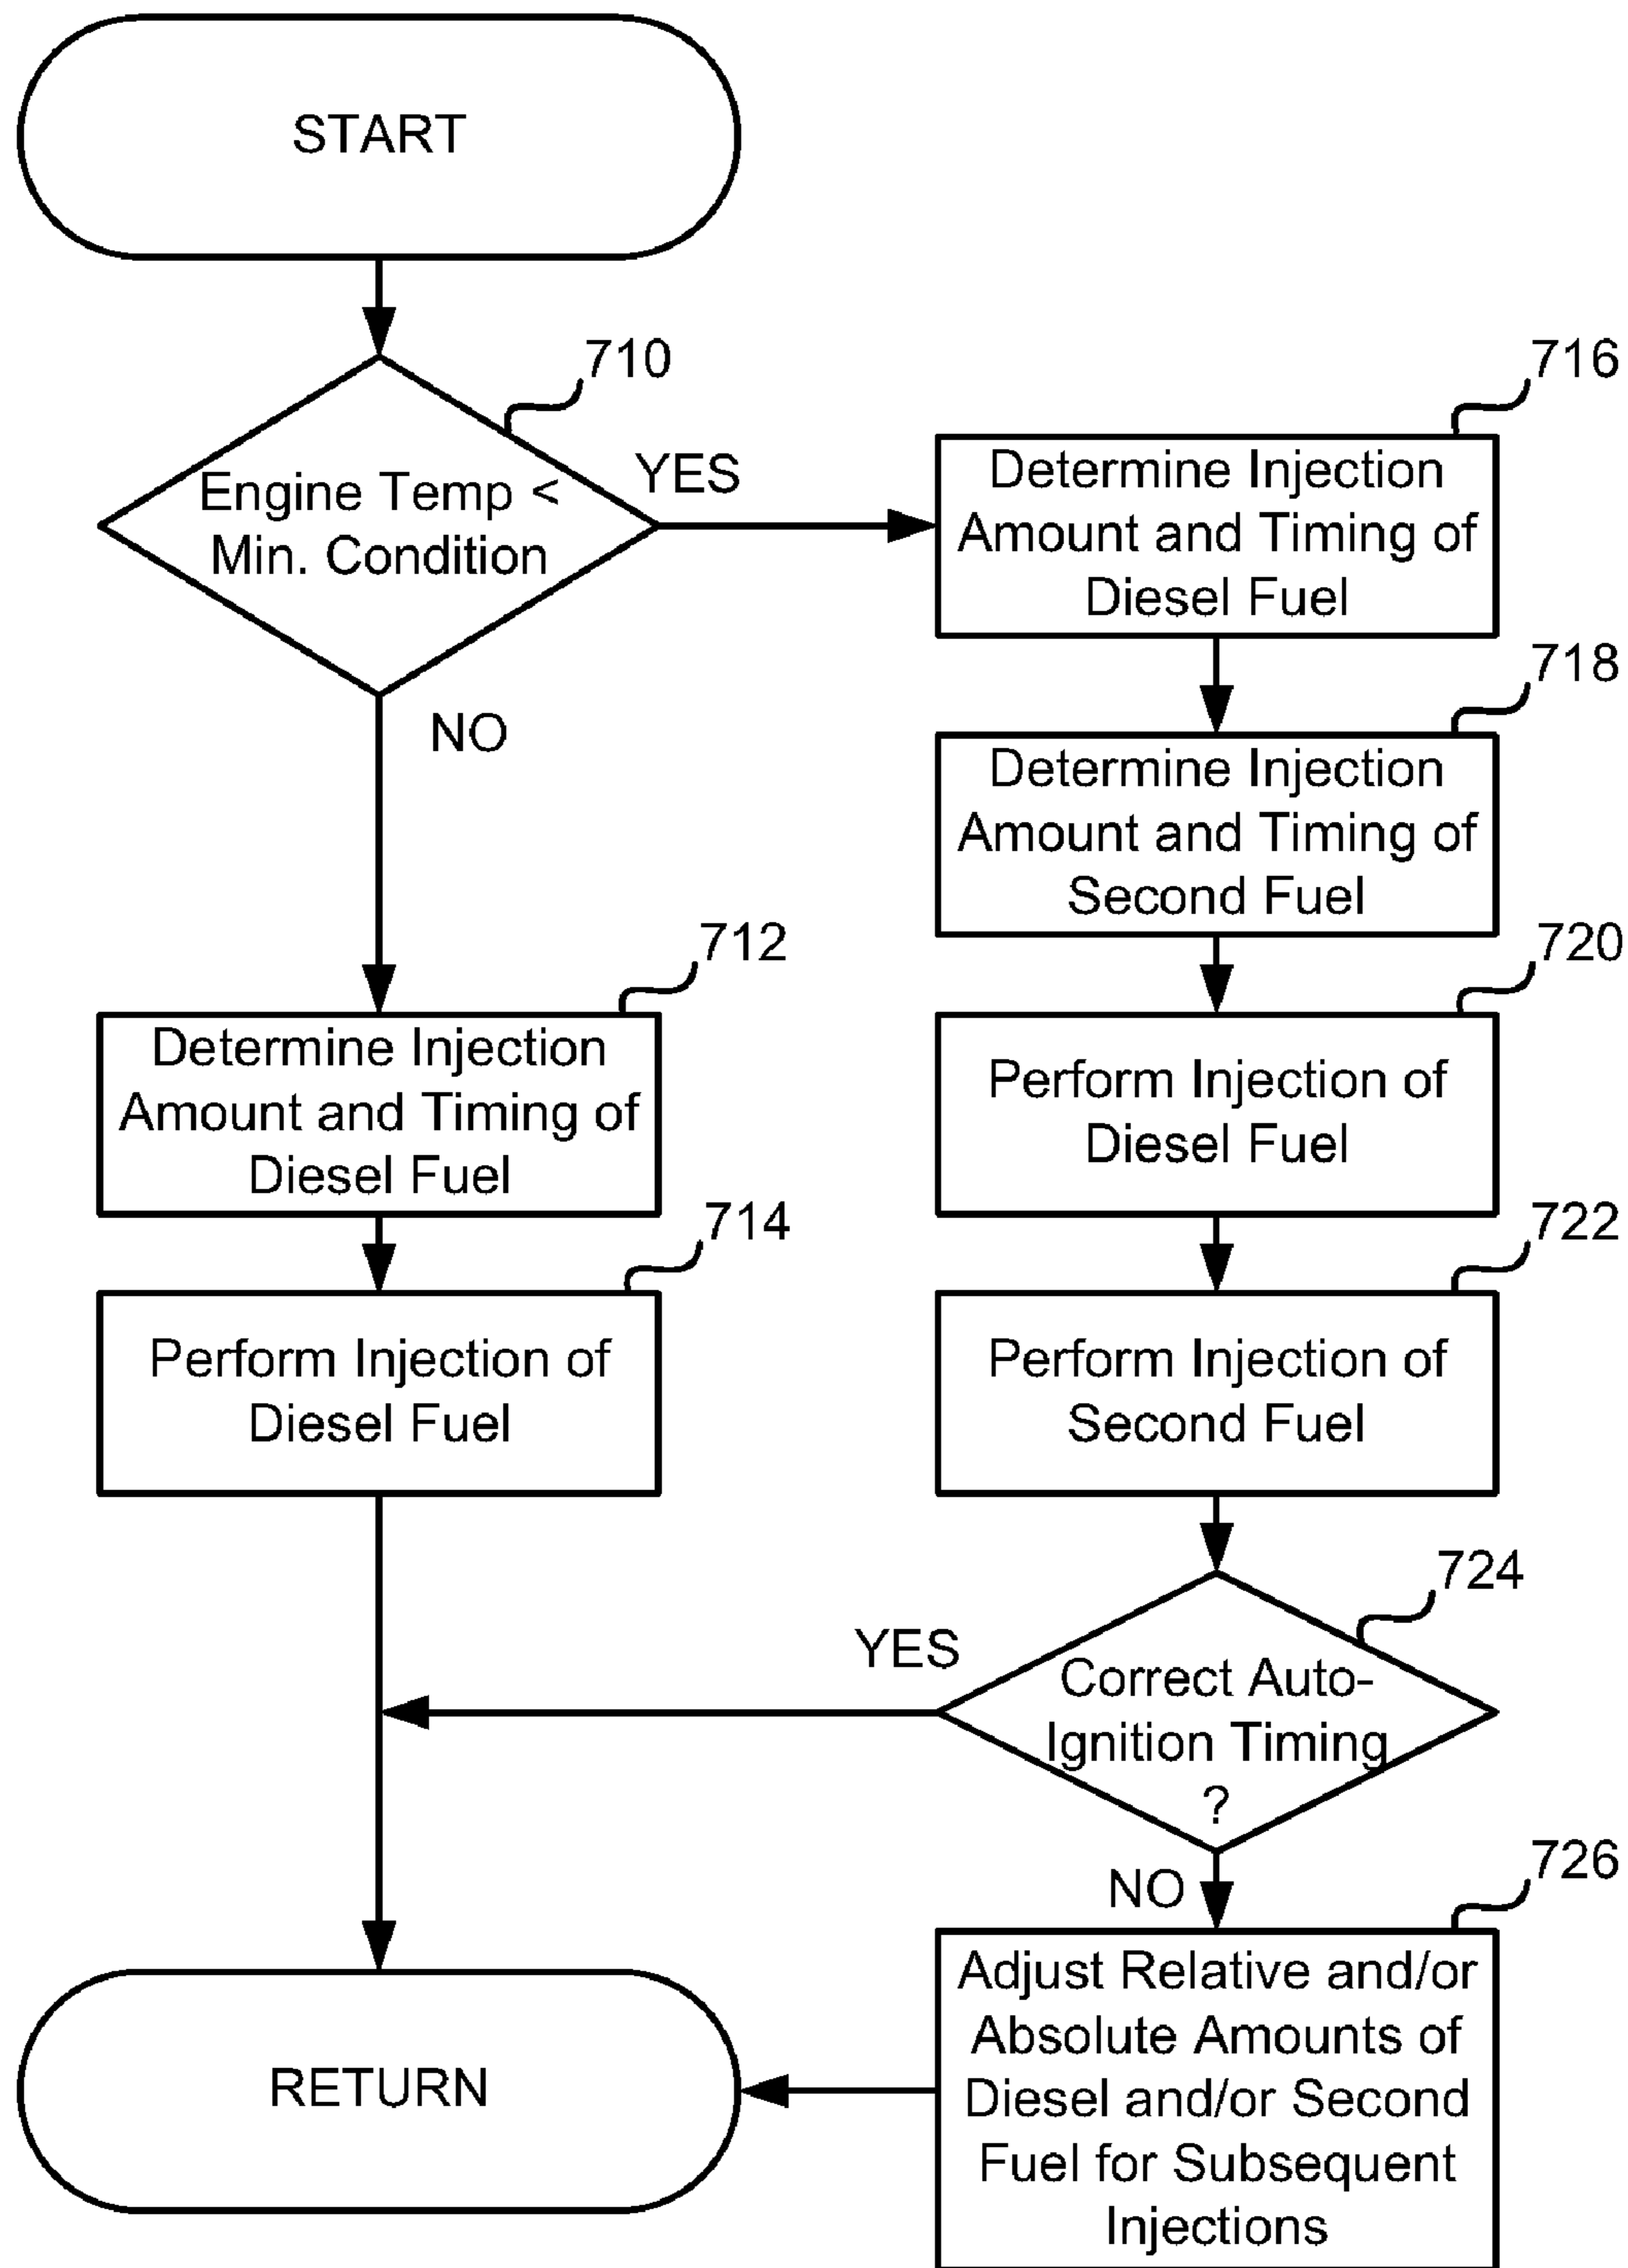 START
710
Engine Temp <
Min. Condition
YES
NO
716
Determine Injection
Amount and Timing of
Diesel Fuel
718
Determine Injection
Amount and Timing of
Second Fuel
712
Determine Injection
Amount and Timing of
Diesel Fuel
720
Perform Injection of
Diesel Fuel
714
Perform Injection of
Diesel Fuel
722
Perform Injection of
Second Fuel
724
YES
Correct Auto-
Ignition Timing
?
NO
726
Adjust Relative and/or
Absolute Amounts of
Diesel and/or Second
Fuel for Subsequent
Injections
RETURN